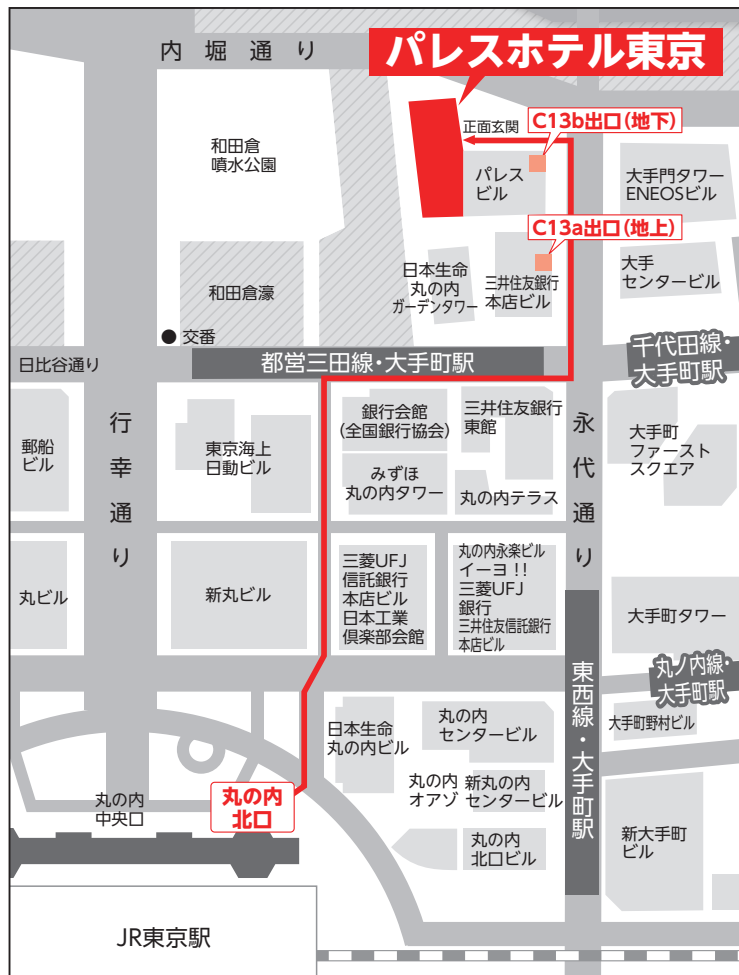 内堀通り
パレスホテル東京
正面玄関
C13b出口(地下)
和田倉
噴水公園
パレス
ビル
大手門タワー
ENEOSビル
C13a出口(地上)
日本生命
丸の内
ガーデンタワー
三井住友銀行
本店ビル
大手
センタービル
和田倉濠
交番
日比谷通り
都営三田線・大手町駅
千代田線・
大手町駅
行幸通り
永代通り
郵船
ビル
東京海上
日動ビル
銀行会館
(全国銀行協会)
三井住友銀行
東館
みずほ
丸の内タワー
丸の内テラス
大手町
ファースト
スクエア
丸ビル
新丸ビル
三菱UFJ
信託銀行
本店ビル
日本工業
倶楽部会館
丸の内永楽ビル
イーヨ!!
三菱UFJ
銀行
三井住友信託銀行
本店ビル
大手町タワー
東西線・大手町駅
丸ノ内線・
大手町駅
日本生命
丸の内ビル
丸の内
センタービル
大手町野村ビル
丸の内
オアゾ
新丸の内
センタービル
丸の内
中央口
丸の内
北口
丸の内
北口ビル
新大手町
ビル
JR東京駅